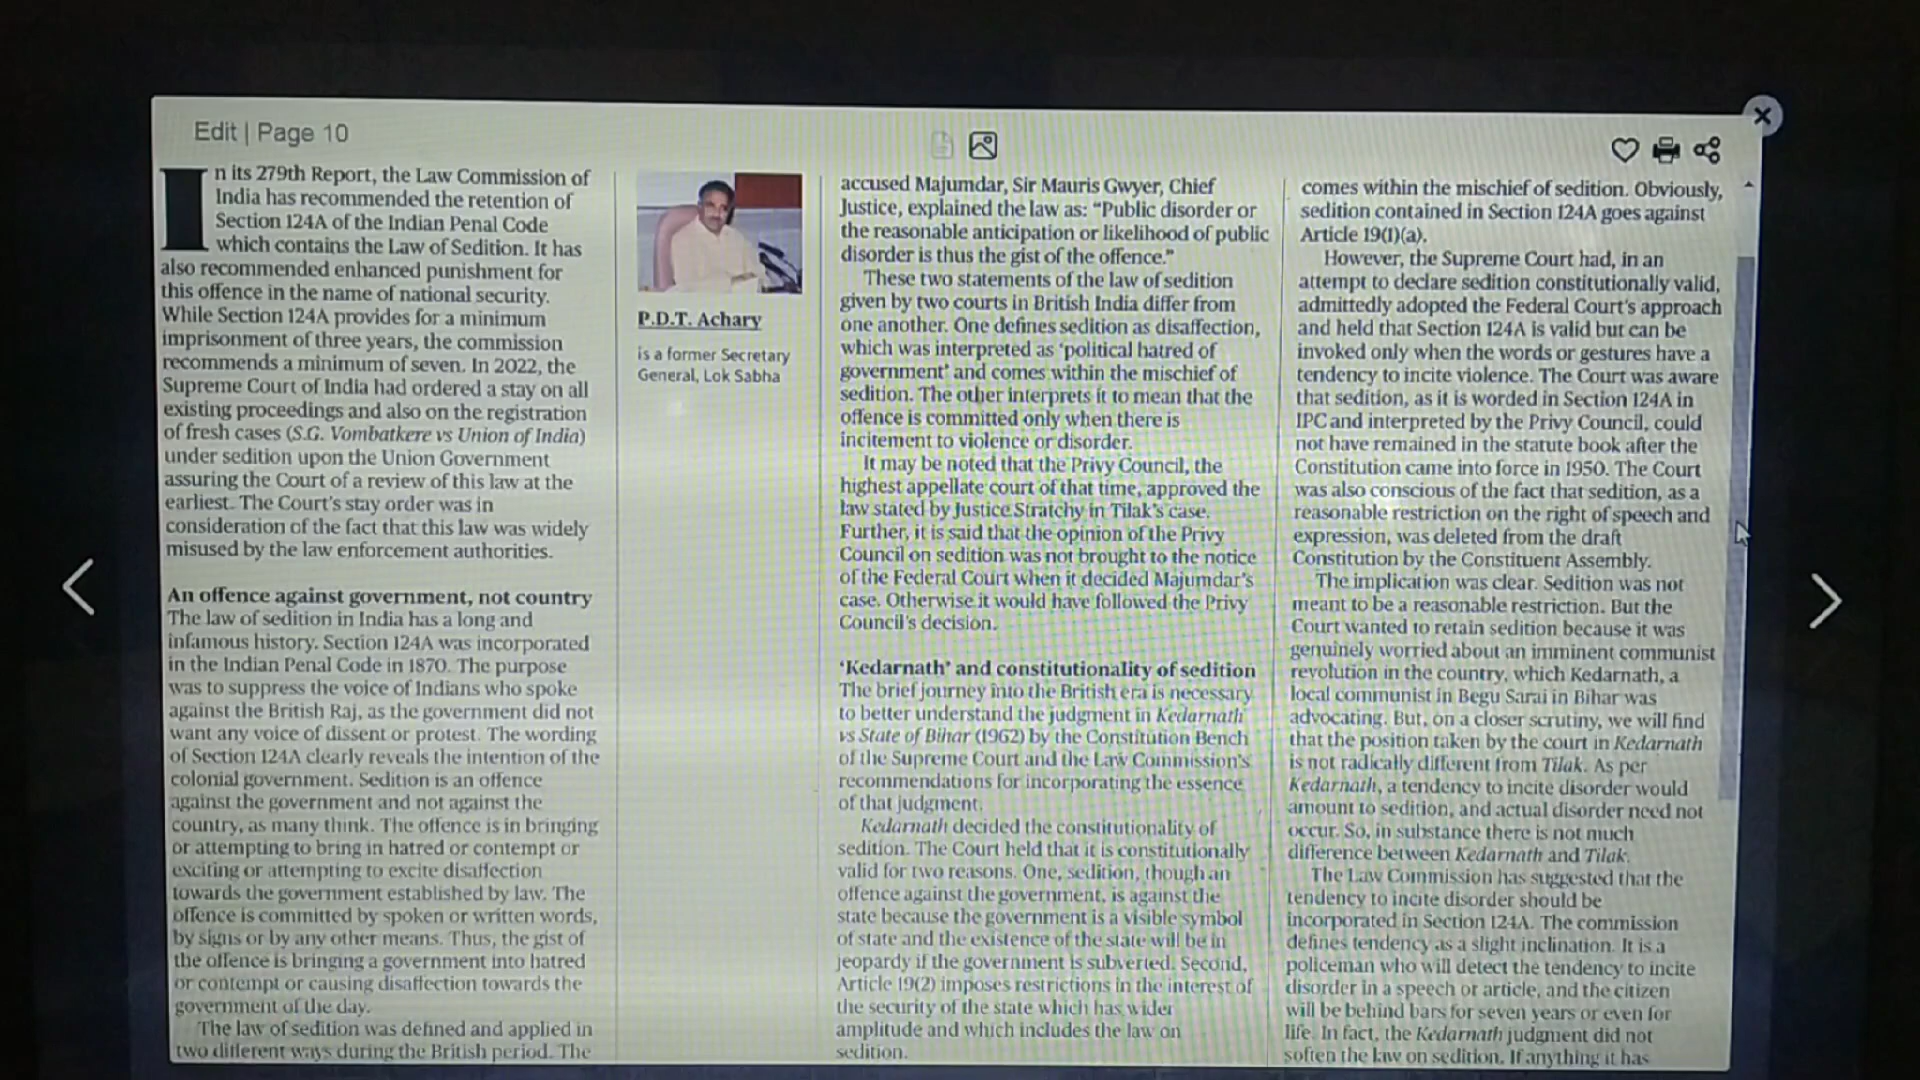 Edit | Page 10
In its 279th Report, the Law Commission of
India has recommended the retention of
Section 124A of the Indian Penal Code
which contains the Law of Sedition. It has
also recommended enhanced punishment for
this offence in the name of national security.
While Section 124A provides for a minimum
imprisonment of three years, the commission
recommends a minimum of seven. In 2022, the
Supreme Court of India had ordered a stay on all
existing proceedings and also on the registration
of fresh cases (S.G. Vombatkere vs Union of India)
under sedition upon the Union Government
assuring the Court of a review of this law at the
earliest. The Court's stay order was in
consideration of the fact that this law was widely
misused by the law enforcement authorities.
An offence against government, not country
The law of sedition in India has a long and
infamous history. Section 124A was incorporated
in the Indian Penal Code in 1870. The purpose
was to suppress the voice of Indians who spoke
against the British Raj, as the government did not
want any voice of dissent or protest. The wording
of Section 124A clearly reveals the intention of the
colonial government. Sedition is an offence
against the government and not against the
country, as many think. The offence is in bringing
or attempting to bring in hatred or contempt or
exciting or attempting to excite disaffection
towards the government established by law. The
offence is committed by spoken or written words,
by signs or by any other means. Thus, the gist of
the offence is bringing a government into hatred
or contempt or causing disaffection towards the
government of the day.
The law of sedition was defined and applied in
two different ways during the British period. The
P.D.T. Achary
is a former Secretary
General, Lok Sabha
accused Majumdar, Sir Mauris Gwyer, Chief
Justice, explained the law as: “Public disorder or
the reasonable anticipation or likelihood of public
disorder is thus the gist of the offence.”
These two statements of the law of sedition
given by two courts in British India differ from
one another. One defines sedition as disaffection,
which was interpreted as ‘political hatred of
government’ and comes within the mischief of
sedition. The other interprets it to mean that the
offence is committed only when there is
incitement to violence or disorder.
It may be noted that the Privy Council, the
highest appellate court of that time, approved the
law stated by Justice Stratchy in Tilak's case.
Further, it is said that the opinion of the Privy
Council on sedition was not brought to the notice
of the Federal Court when it decided Majumdar's
case. Otherwise it would have followed the Privy
Council's decision.
‘Kedarnath’ and constitutionality of sedition
The brief journey into the British era is necessary
to better understand the judgment in Kedarnath
vs State of Bihar (1962) by the Constitution Bench
of the Supreme Court and the Law Commission's
recommendations for incorporating the essence
of that judgment.
Kedarnath decided the constitutionality of
sedition. The Court held that it is constitutionally
valid for two reasons. One, sedition, though an
offence against the government, is against the
state because the government is a visible symbol
of state and the existence of the state will be in
jeopardy if the government is subverted. Second,
Article 19(2) imposes restrictions in the interest of
the security of the state which has wider
amplitude and which includes the law on
sedition.
comes within the mischief of sedition. Obviously,
sedition contained in Section 124A goes against
Article 19(1)(a).
However, the Supreme Court had, in an
attempt to declare sedition constitutionally valid,
admittedly adopted the Federal Court's approach
and held that Section 124A is valid but can be
invoked only when the words or gestures have a
tendency to incite violence. The Court was aware
that sedition, as it is worded in Section 124A in
IPC and interpreted by the Privy Council, could
not have remained in the statute book after the
Constitution came into force in 1950. The Court
was also conscious of the fact that sedition, as a
reasonable restriction on the right of speech and
expression, was deleted from the draft
Constitution by the Constituent Assembly.
The implication was clear. Sedition was not
meant to be a reasonable restriction. But the
Court wanted to retain sedition because it was
genuinely worried about an imminent communist
revolution in the country, which Kedarnath, a
local communist in Begu Sarai in Bihar was
advocating. But, on a closer scrutiny, we will find
that the position taken by the court in Kedarnath
is not radically different from Tilak. As per
Kedarnath, a tendency to incite disorder would
amount to sedition, and actual disorder need not
occur. So, in substance there is not much
difference between Kedarnath and Tilak.
The Law Commission has suggested that the
tendency to incite disorder should be
incorporated in Section 124A. The commission
defines tendency as a slight inclination. It is a
policeman who will detect the tendency to incite
disorder in a speech or article, and the citizen
will be behind bars for seven years or even for
life. In fact, the Kedarnath judgment did not
soften the law on sedition. If anything it has